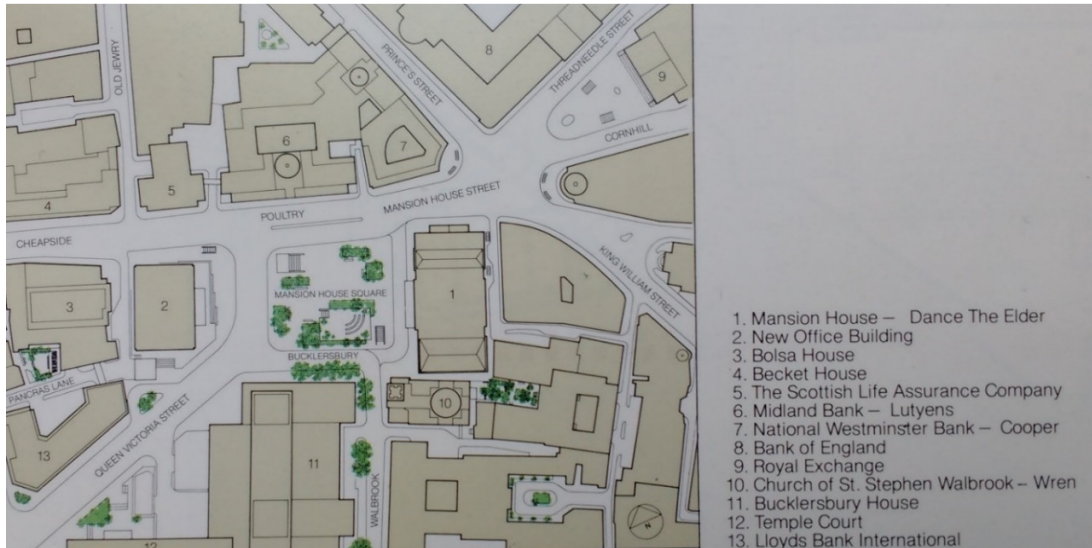 OLD JEWRY
PRINCE'S STREET
THREADNEEDLE STREET
8
9
CORNHILL
6
7
5
4
POULTRY
MANSION HOUSE STREET
CHEAPSIDE
KING WILLIAM STREET
3
2
MANSION HOUSE SQUARE
1
BUCKLERSBURY
PANCRAS LANE
10
QUEEN VICTORIA STREET
13
11
WALBROOK
N
12
1. Mansion House – Dance The Elder
2. New Office Building
3. Bolsa House
4. Becket House
5. The Scottish Life Assurance Company
6. Midland Bank – Lutyens
7. National Westminster Bank – Cooper
8. Bank of England
9. Royal Exchange
10. Church of St. Stephen Walbrook – Wren
11. Bucklersbury House
12. Temple Court
13. Lloyds Bank International